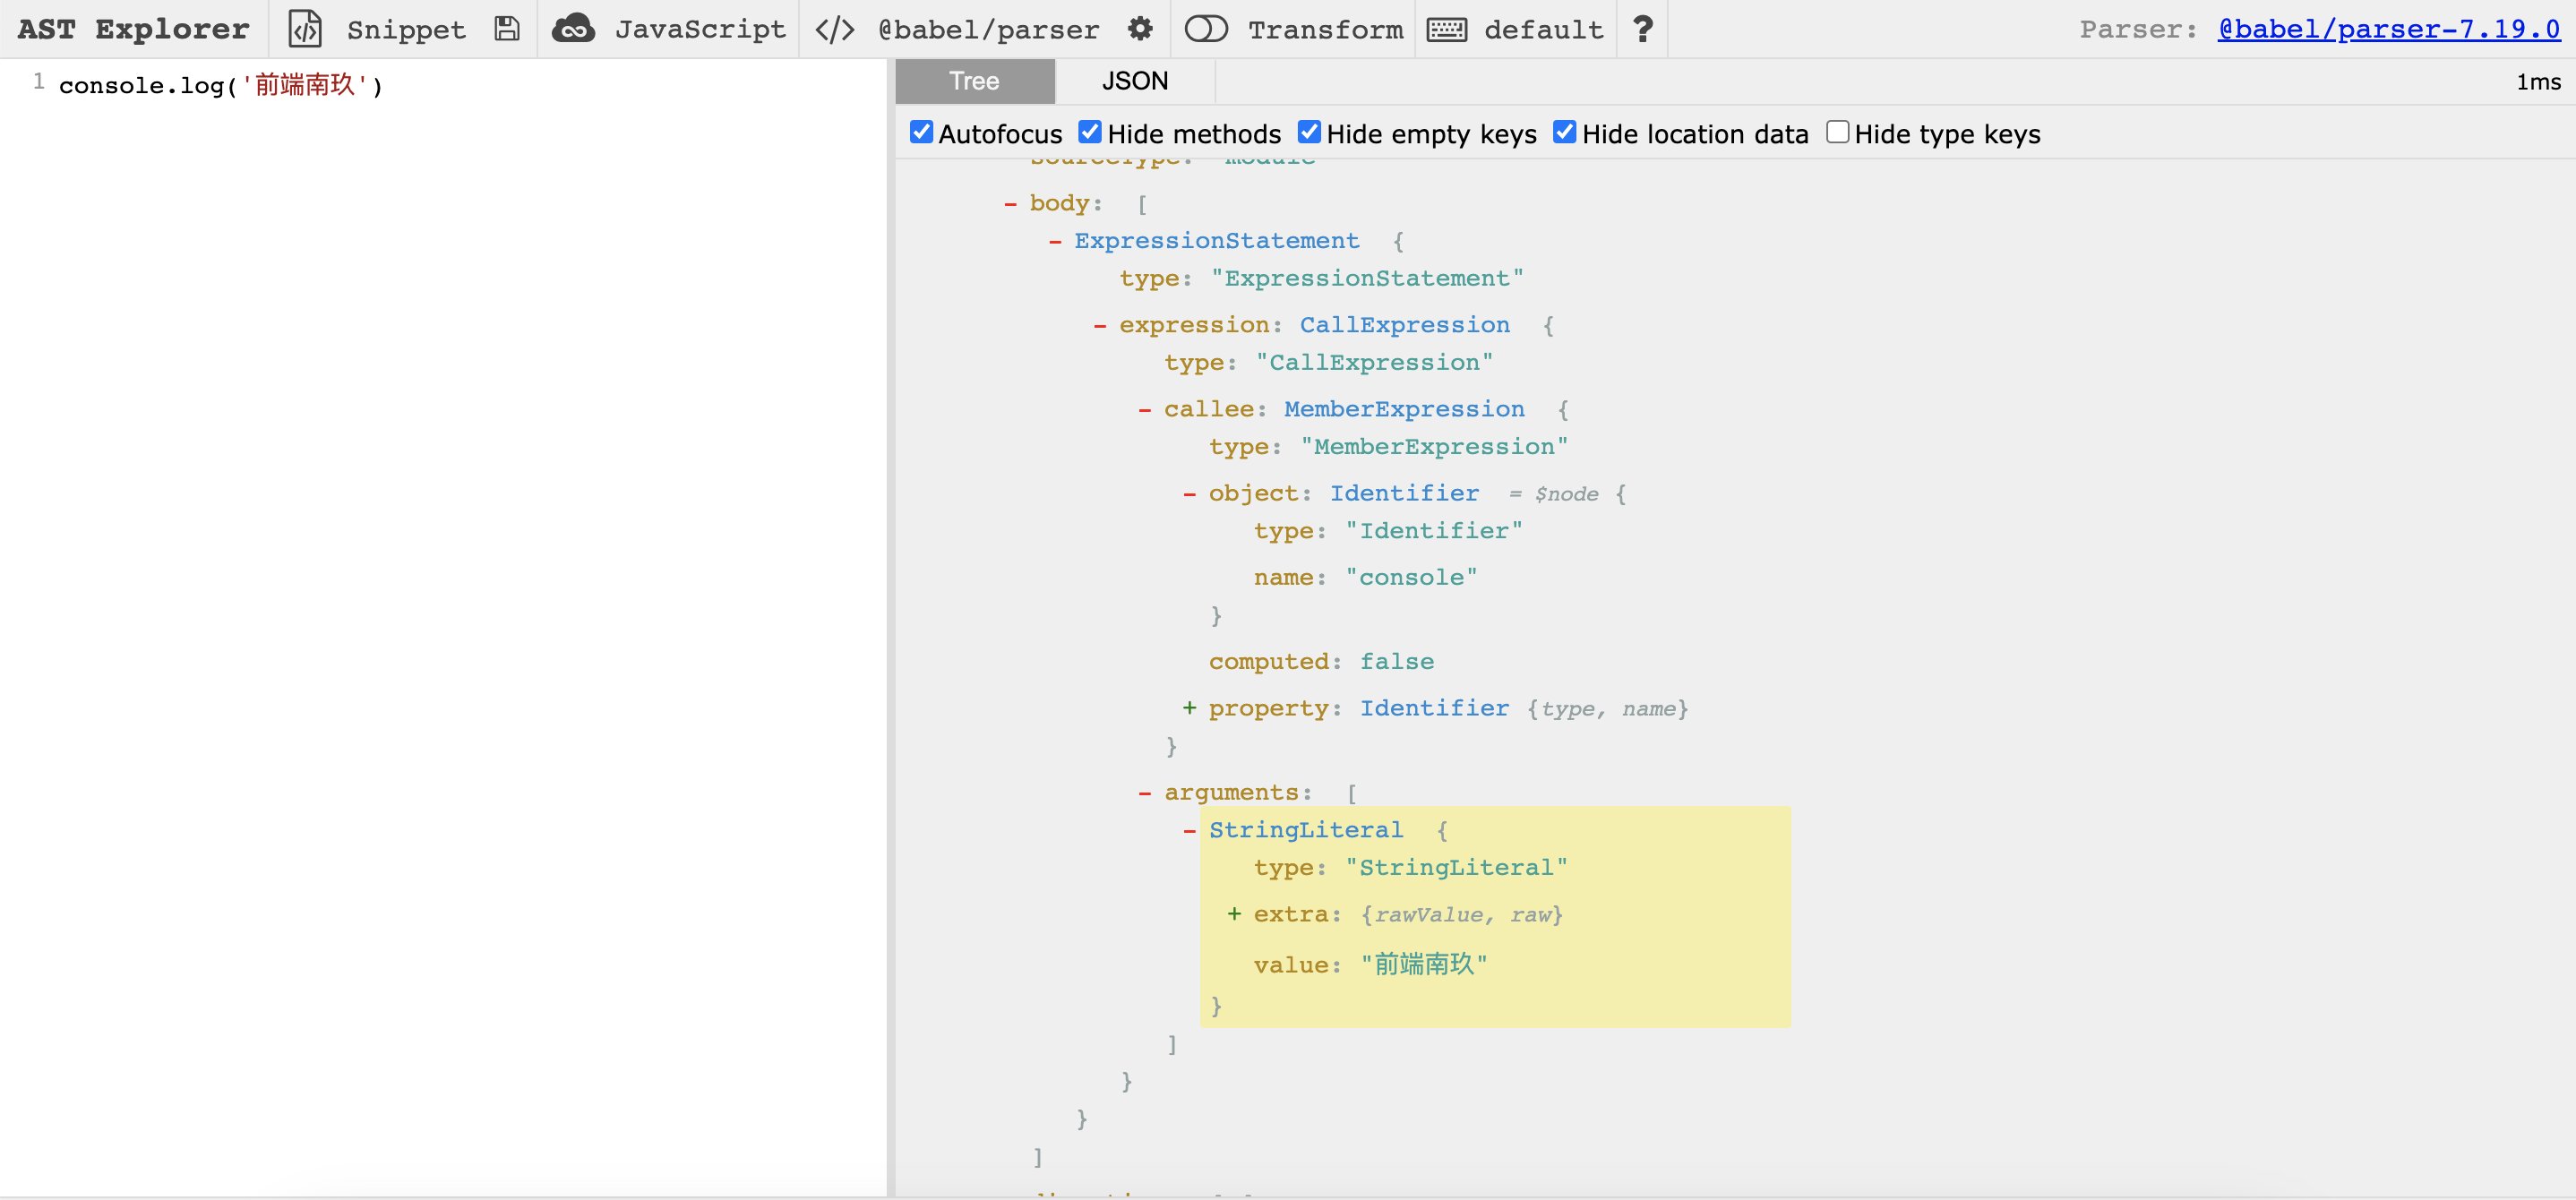 AST Explorer Snippet JavaScript </> @babel/parser Transform default ? Parser: @babel/parser-7.19.0
1 console.log('前端南玖')
Tree JSON 1ms
Autofocus Hide methods Hide empty keys Hide location data Hide type keys
sourceType: "module"
- body: [
- ExpressionStatement {
type: "ExpressionStatement"
- expression: CallExpression {
type: "CallExpression"
- callee: MemberExpression {
type: "MemberExpression"
- object: Identifier = $node {
type: "Identifier"
name: "console"
}
computed: false
+ property: Identifier {type, name}
}
- arguments: [
- StringLiteral {
type: "StringLiteral"
+ extra: {rawValue, raw}
value: "前端南玖"
}
]
}
}
]